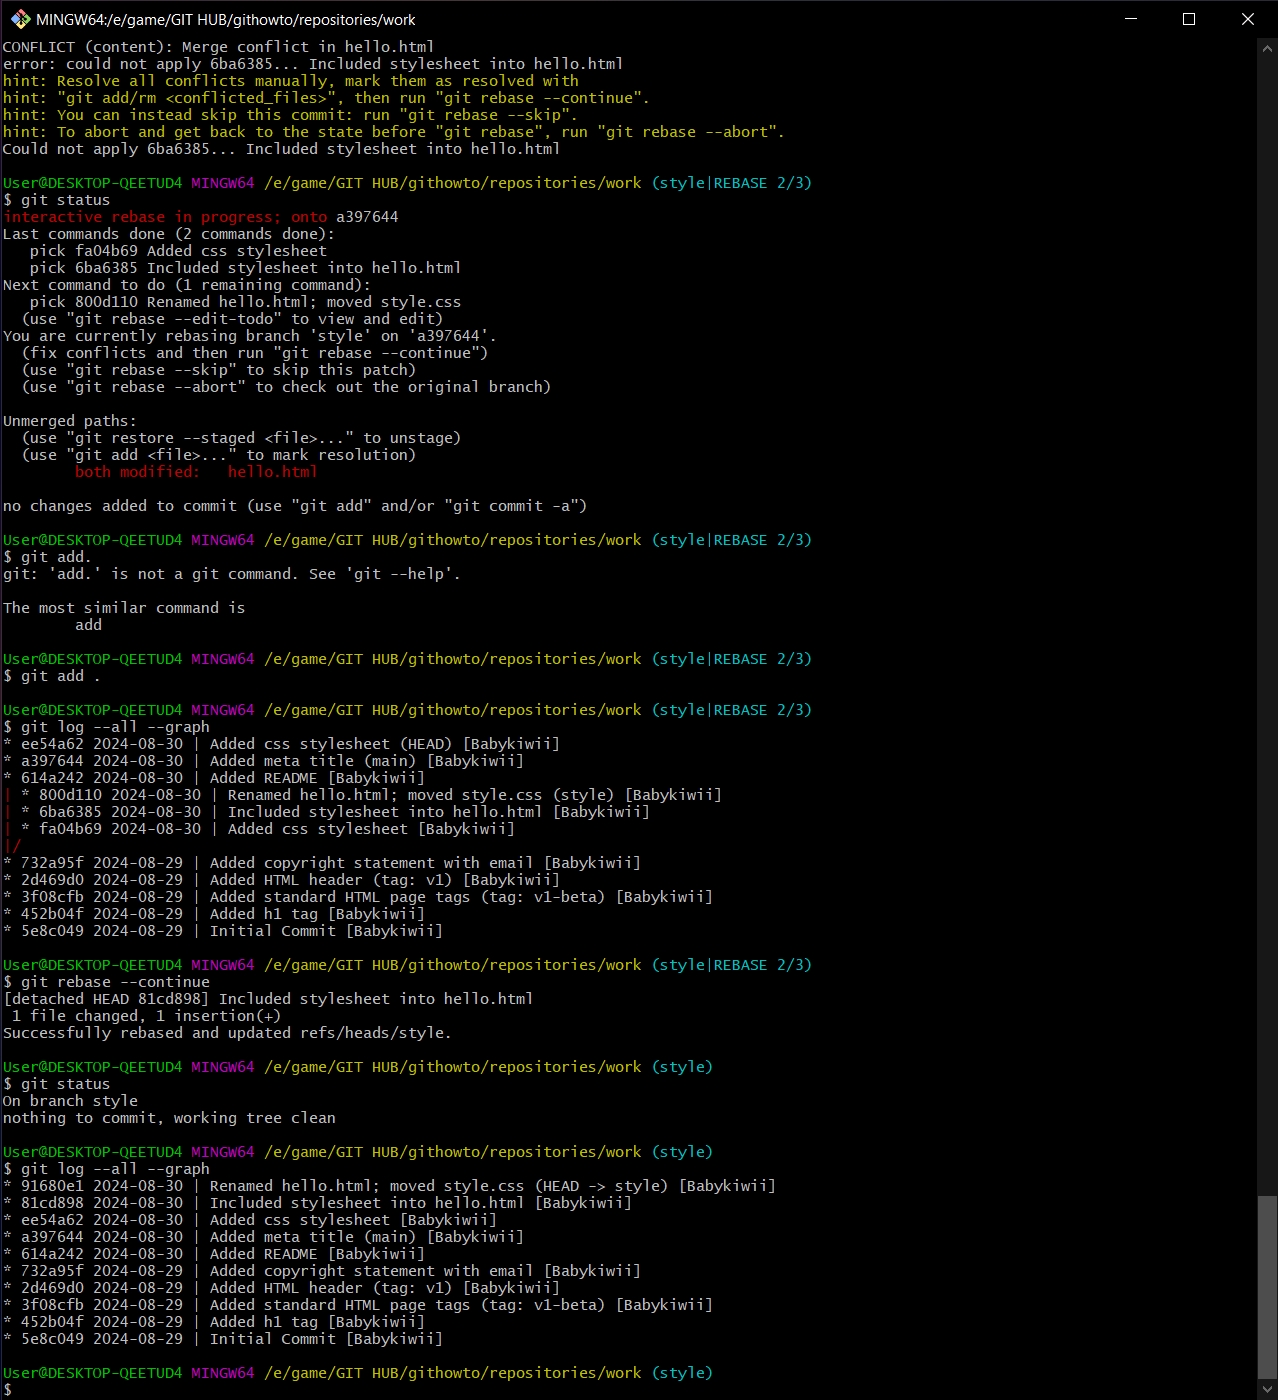 MINGW64:/e/game/GIT HUB/githowto/repositories/work
CONFLICT (content): Merge conflict in hello.html
error: could not apply 6ba6385... Included stylesheet into hello.html
hint: Resolve all conflicts manually, mark them as resolved with
hint: "git add/rm <conflicted_files>", then run "git rebase --continue".
hint: You can instead skip this commit: run "git rebase --skip".
hint: To abort and get back to the state before "git rebase", run "git rebase --abort".
Could not apply 6ba6385... Included stylesheet into hello.html
User@DESKTOP-QEETUD4 MINGW64 /e/game/GIT HUB/githowto/repositories/work (style|REBASE 2/3)
$ git status
interactive rebase in progress; onto a397644
Last commands done (2 commands done):
   pick fa04b69 Added css stylesheet
   pick 6ba6385 Included stylesheet into hello.html
Next command to do (1 remaining command):
   pick 800d110 Renamed hello.html; moved style.css
  (use "git rebase --edit-todo" to view and edit)
You are currently rebasing branch 'style' on 'a397644'.
  (fix conflicts and then run "git rebase --continue")
  (use "git rebase --skip" to skip this patch)
  (use "git rebase --abort" to check out the original branch)
Unmerged paths:
  (use "git restore --staged <file>..." to unstage)
  (use "git add <file>..." to mark resolution)
        both modified:   hello.html
no changes added to commit (use "git add" and/or "git commit -a")
User@DESKTOP-QEETUD4 MINGW64 /e/game/GIT HUB/githowto/repositories/work (style|REBASE 2/3)
$ git add.
git: 'add.' is not a git command. See 'git --help'.
The most similar command is
        add
User@DESKTOP-QEETUD4 MINGW64 /e/game/GIT HUB/githowto/repositories/work (style|REBASE 2/3)
$ git add .
User@DESKTOP-QEETUD4 MINGW64 /e/game/GIT HUB/githowto/repositories/work (style|REBASE 2/3)
$ git log --all --graph
* ee54a62 2024-08-30 | Added css stylesheet (HEAD) [Babykiwii]
* a397644 2024-08-30 | Added meta title (main) [Babykiwii]
* 614a242 2024-08-30 | Added README [Babykiwii]
| * 800d110 2024-08-30 | Renamed hello.html; moved style.css (style) [Babykiwii]
| * 6ba6385 2024-08-30 | Included stylesheet into hello.html [Babykiwii]
| * fa04b69 2024-08-30 | Added css stylesheet [Babykiwii]
|/
* 732a95f 2024-08-29 | Added copyright statement with email [Babykiwii]
* 2d469d0 2024-08-29 | Added HTML header (tag: v1) [Babykiwii]
* 3f08cfb 2024-08-29 | Added standard HTML page tags (tag: v1-beta) [Babykiwii]
* 452b04f 2024-08-29 | Added h1 tag [Babykiwii]
* 5e8c049 2024-08-29 | Initial Commit [Babykiwii]
User@DESKTOP-QEETUD4 MINGW64 /e/game/GIT HUB/githowto/repositories/work (style|REBASE 2/3)
$ git rebase --continue
[detached HEAD 81cd898] Included stylesheet into hello.html
 1 file changed, 1 insertion(+)
Successfully rebased and updated refs/heads/style.
User@DESKTOP-QEETUD4 MINGW64 /e/game/GIT HUB/githowto/repositories/work (style)
$ git status
On branch style
nothing to commit, working tree clean
User@DESKTOP-QEETUD4 MINGW64 /e/game/GIT HUB/githowto/repositories/work (style)
$ git log --all --graph
* 91680e1 2024-08-30 | Renamed hello.html; moved style.css (HEAD -> style) [Babykiwii]
* 81cd898 2024-08-30 | Included stylesheet into hello.html [Babykiwii]
* ee54a62 2024-08-30 | Added css stylesheet [Babykiwii]
* a397644 2024-08-30 | Added meta title (main) [Babykiwii]
* 614a242 2024-08-30 | Added README [Babykiwii]
* 732a95f 2024-08-29 | Added copyright statement with email [Babykiwii]
* 2d469d0 2024-08-29 | Added HTML header (tag: v1) [Babykiwii]
* 3f08cfb 2024-08-29 | Added standard HTML page tags (tag: v1-beta) [Babykiwii]
* 452b04f 2024-08-29 | Added h1 tag [Babykiwii]
* 5e8c049 2024-08-29 | Initial Commit [Babykiwii]
User@DESKTOP-QEETUD4 MINGW64 /e/game/GIT HUB/githowto/repositories/work (style)
$